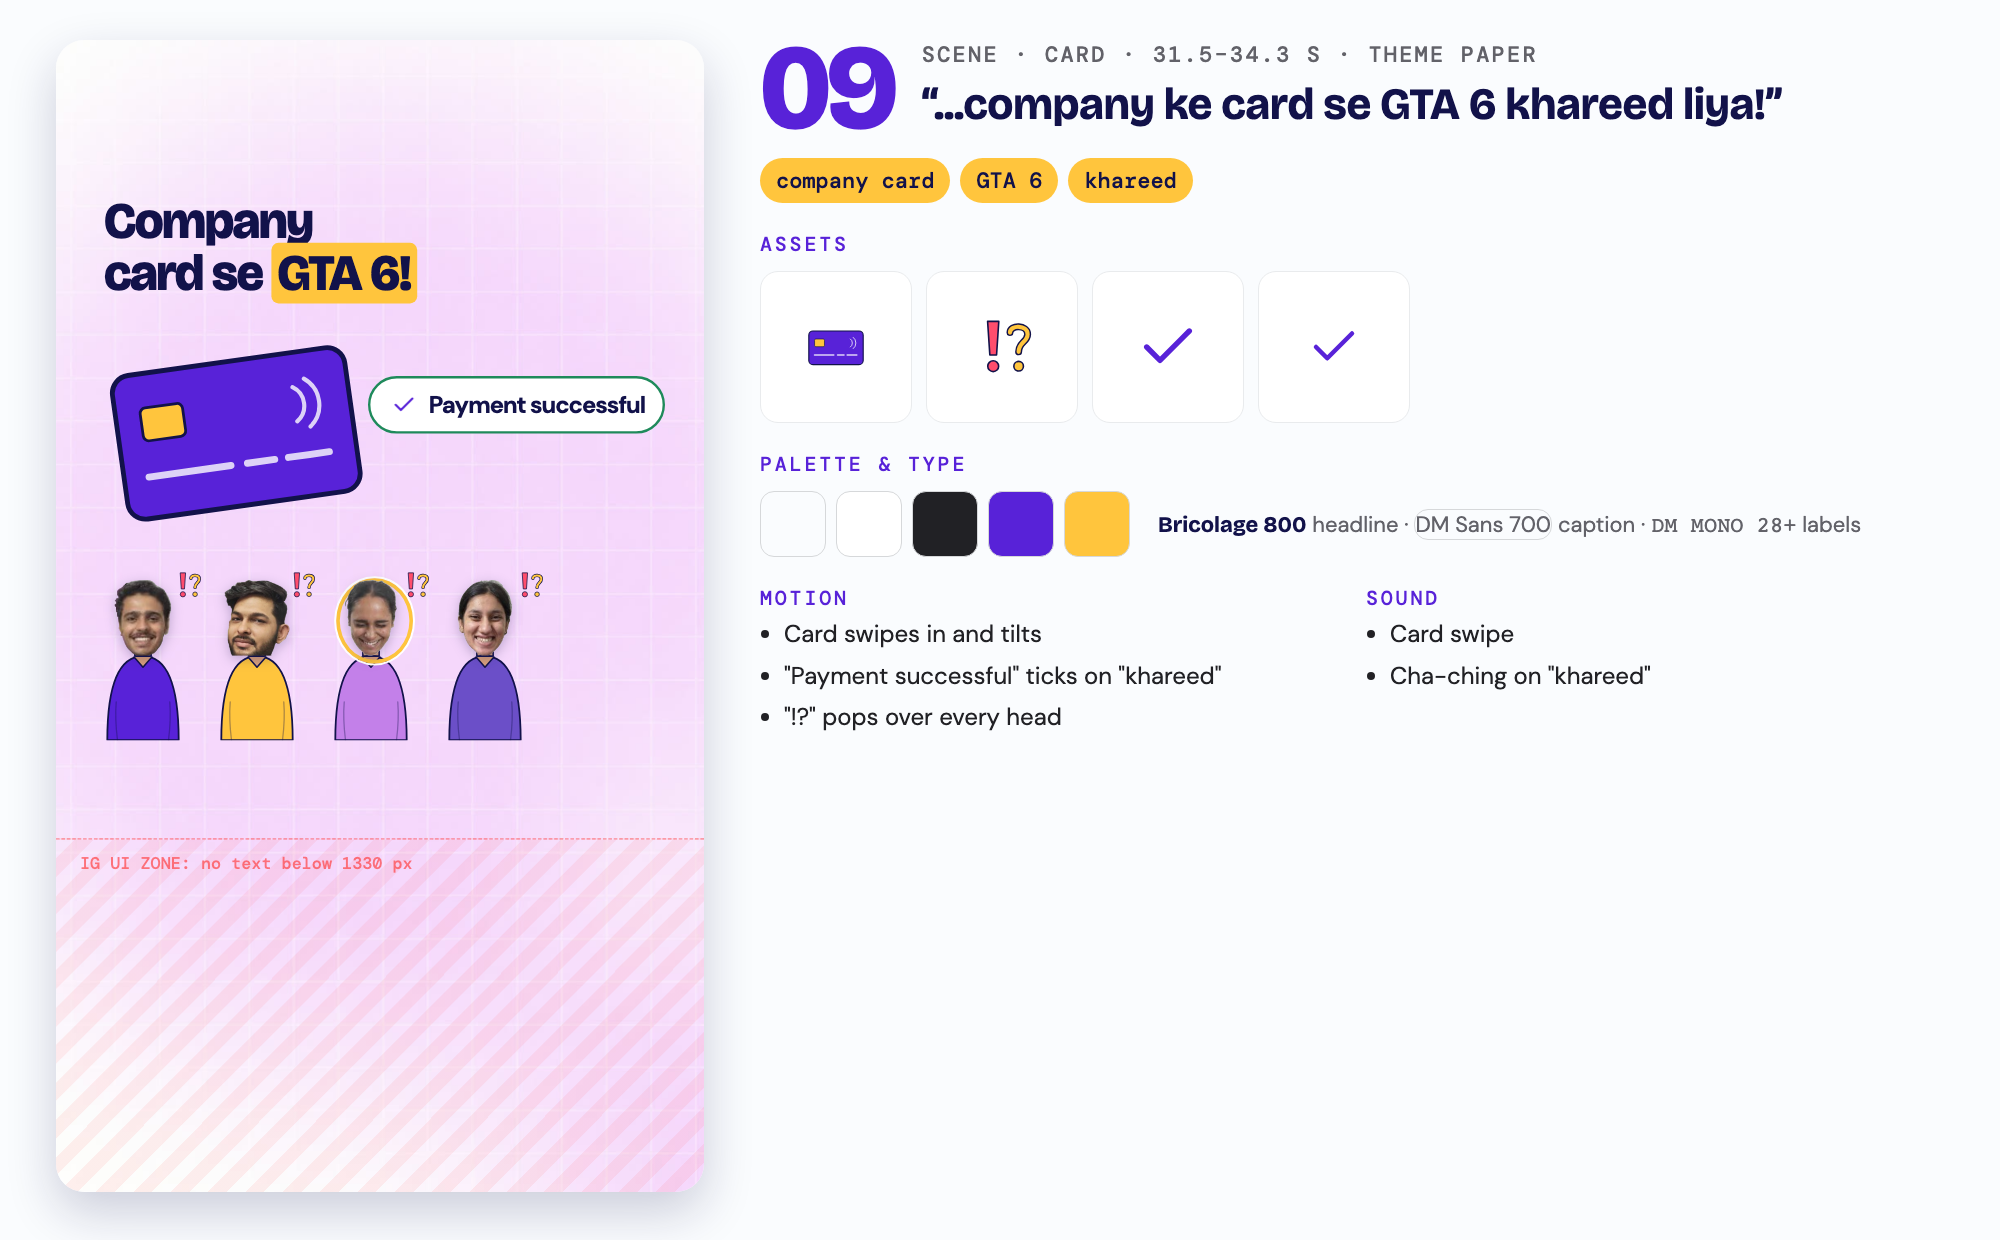 Company
card se GTA 6!
Payment successful
!?
!?
!?
!?
IG UI ZONE: no text below 1330 px
09
SCENE · CARD · 31.5–34.3 S · THEME PAPER
“...company ke card se GTA 6 khareed liya!”
company card
GTA 6
khareed
ASSETS
!?
PALETTE & TYPE
Bricolage 800 headline · DM Sans 700 caption · DM MONO 28+ labels
MOTION
• Card swipes in and tilts
• "Payment successful" ticks on "khareed"
• "!?" pops over every head
SOUND
• Card swipe
• Cha-ching on "khareed"